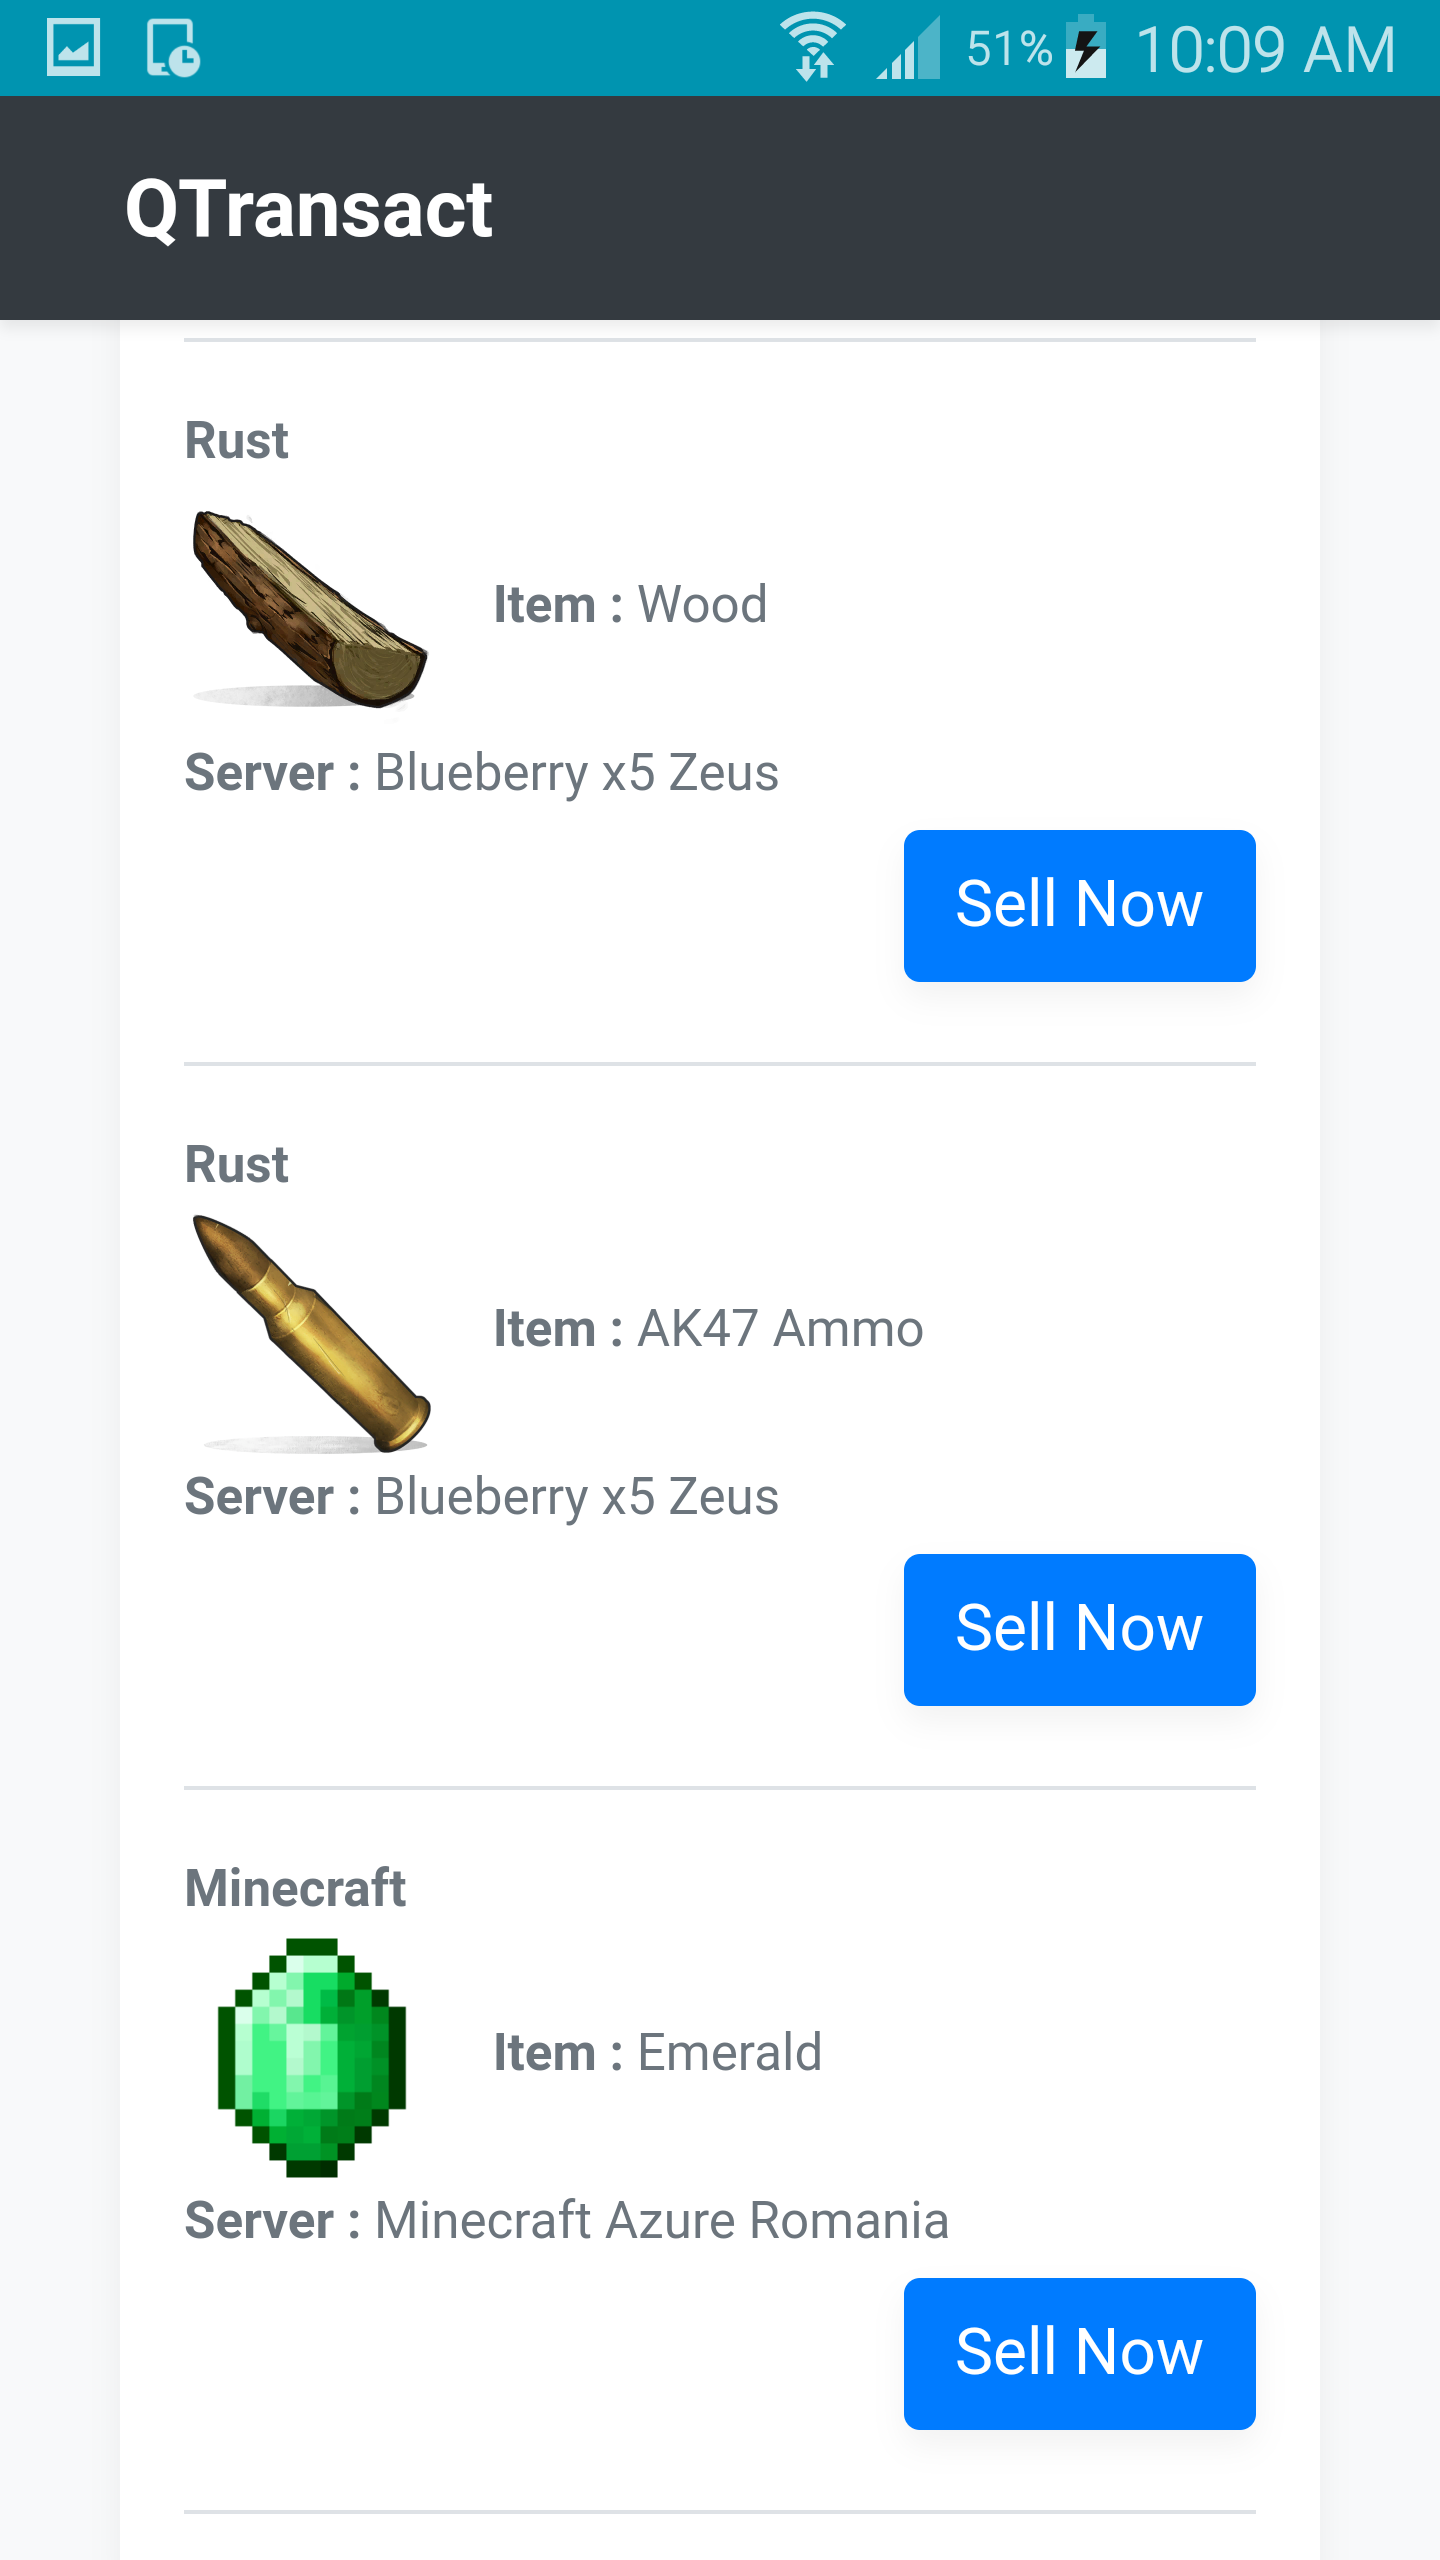 51% 10:09 AM
QTransact
Rust
Item : Wood
Server : Blueberry x5 Zeus
Sell Now
Rust
Item : AK47 Ammo
Server : Blueberry x5 Zeus
Sell Now
Minecraft
Item : Emerald
Server : Minecraft Azure Romania
Sell Now